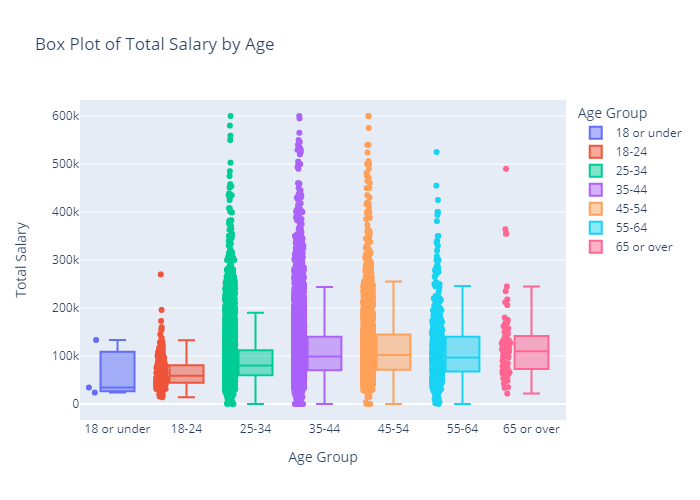 Box Plot of Total Salary by Age
Age Group
18 or under
18-24
25-34
35-44
45-54
55-64
65 or over
Total Salary
600k
500k
400k
300k
200k
100k
0
18 or under 18-24 25-34 35-44 45-54 55-64 65 or over
Age Group